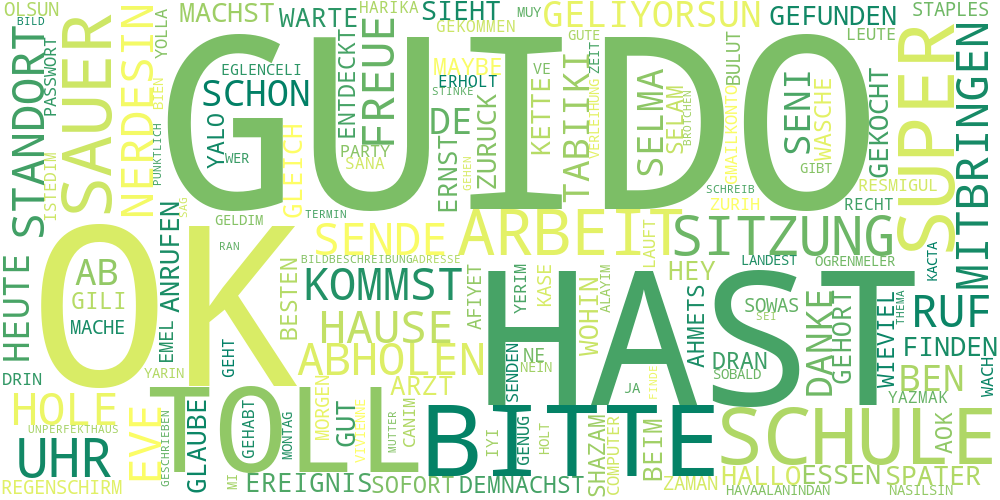 OLSUN
BILD
YOLLA
MACHST
HARIKA
WARTE
SIEHT
GEKOMMEN
MUY
GELIYORSUN
GUTE
GEFUNDEN
STAPLES
LEUTE
STANDORT
PASSWORT
SAUER
NERDESIN
BIEN
GUIDO
EGLENCELI
SCHON
ENTDECKT
FREUE
MAYBE
ERHOLT
VE
ZEIT
BULUT
SUPER
MITBRINGEN
STINKE
YALO
WER
PARTY
SANA
DE
ERNST
ZURUCK
KETTE
TABIIKI
VERLEIHUNG
SELMA
SELAM
BROTCHEN
GMAILKONTO
SENI
WASCHE
GIBT
GEKOCHT
RESMIGUL
ISTEDIM
PUNKTLICH
GLEICH
GEHEN
SCHREIB
ZURIH
RECHT
SAG
GELDIM
TERMIN
RAN
OK
SENDE
ARBEIT
SITZUNG
LAUFT
BILDBESCHREIBUNG
ADRESSE
LANDEST
OGRENMELER
KACTA
HEUTE
AB
GILI
MACHE
ANRUFEN
EMEL
BESTEN
KOMMST
AFIYET
YERIM
KASE
ALAYIM
WOHIN
HEY
HAST
AHMETS
SOWAS
SEI
DANKE
GEHORT
WIEVIEL
THEMA
RUF
FINDEN
WACH
HAUSE
ABHOLEN
NE
NEIN
DRAN
SOBALD
BEN
YAZMAK
DRIN
YARIN
GEHT
SENDEN
JA
FINDE
HOLE
UNPERFEKTHAUS
EVE
TOLL
MORGEN
ARZT
CANIM
BITTE
SCHULE
AOK
UHR
GESCHRIEBEN
GLAUBE
GEHABT
MONTAG
GUT
VIENNE
MUTTER
IYI
GENUG
HOLT
SHAZAM
COMPUTER
BEIM
REGENSCHIRM
MI
EREIGNIS
SOFORT
DEMNACHST
ZAMAN
HALLO
ESSEN
SPATER
HAVAALANINDAN
NASILSIN